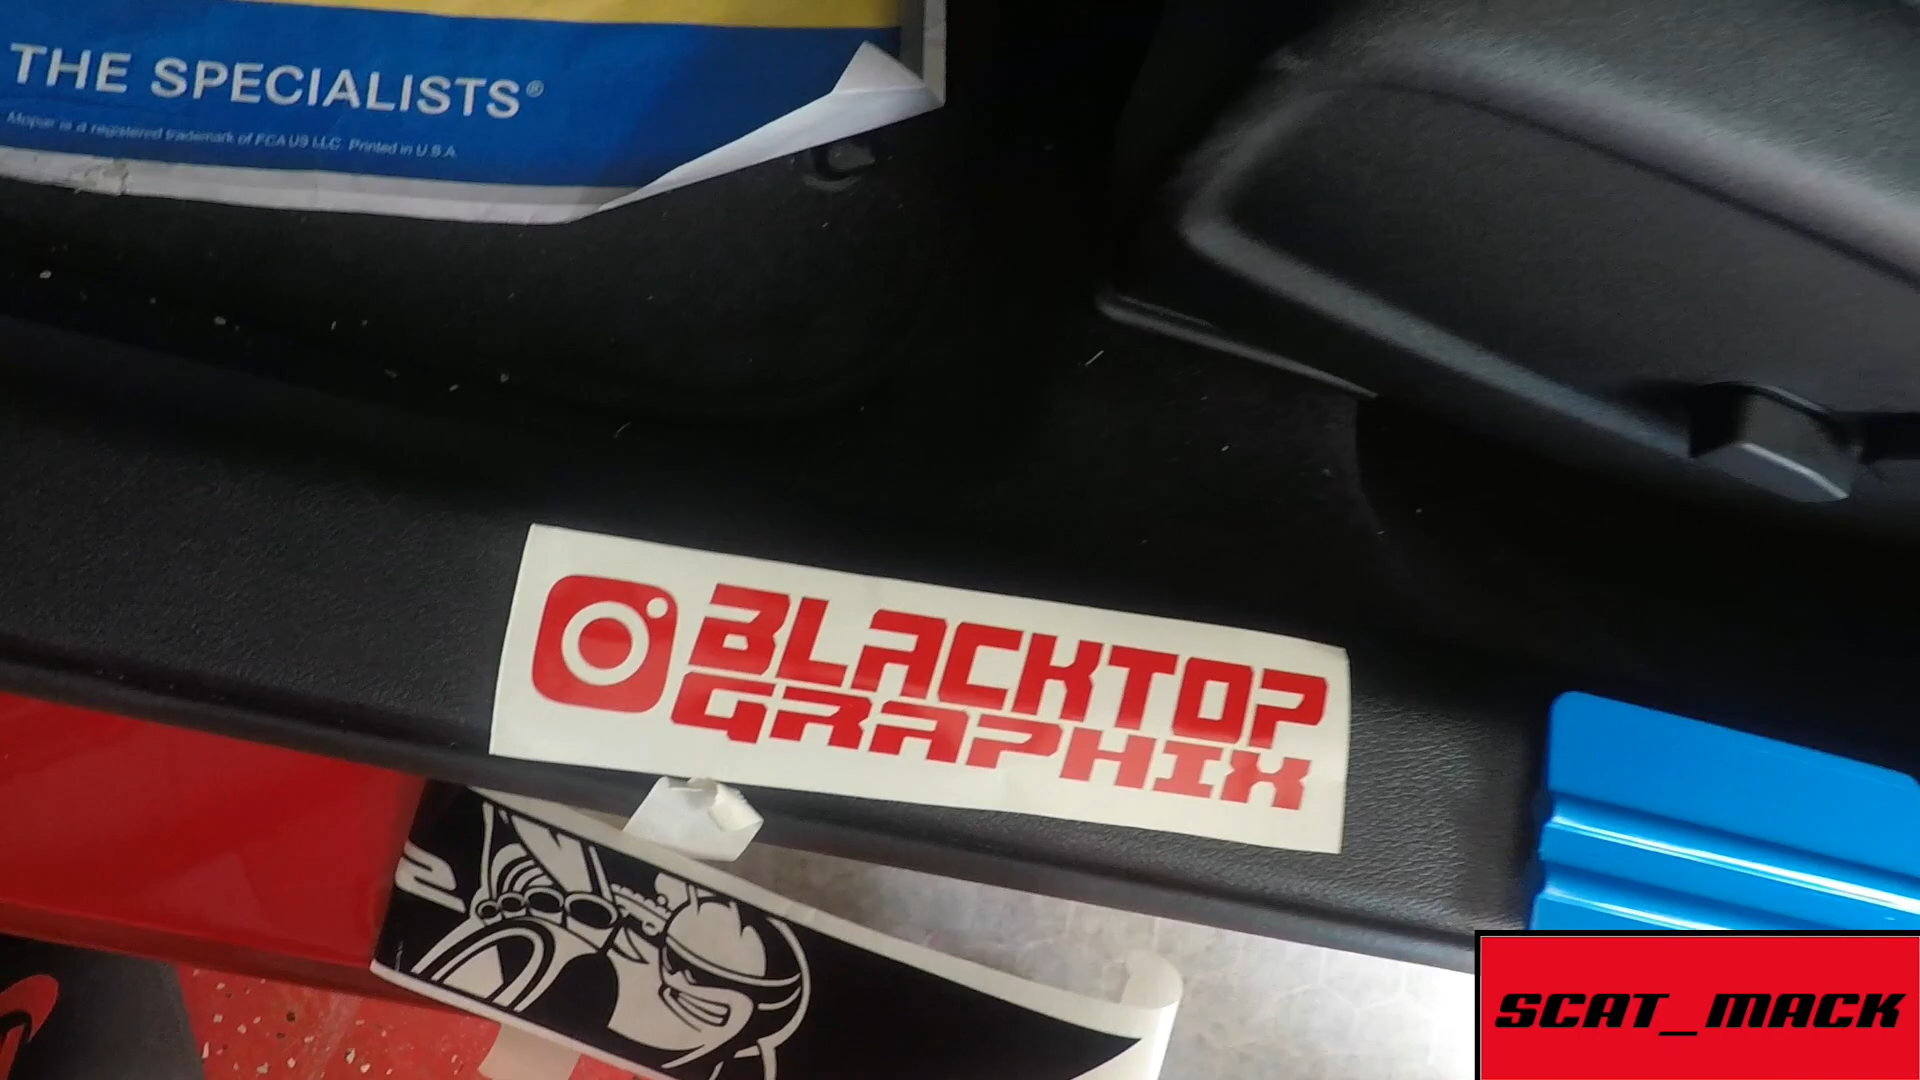 THE SPECIALISTS®
Mopar is a registered trademark of FCA US LLC. Printed in U.S.A.
BLACKTOP
GRAPHIX
SCAT_MACK